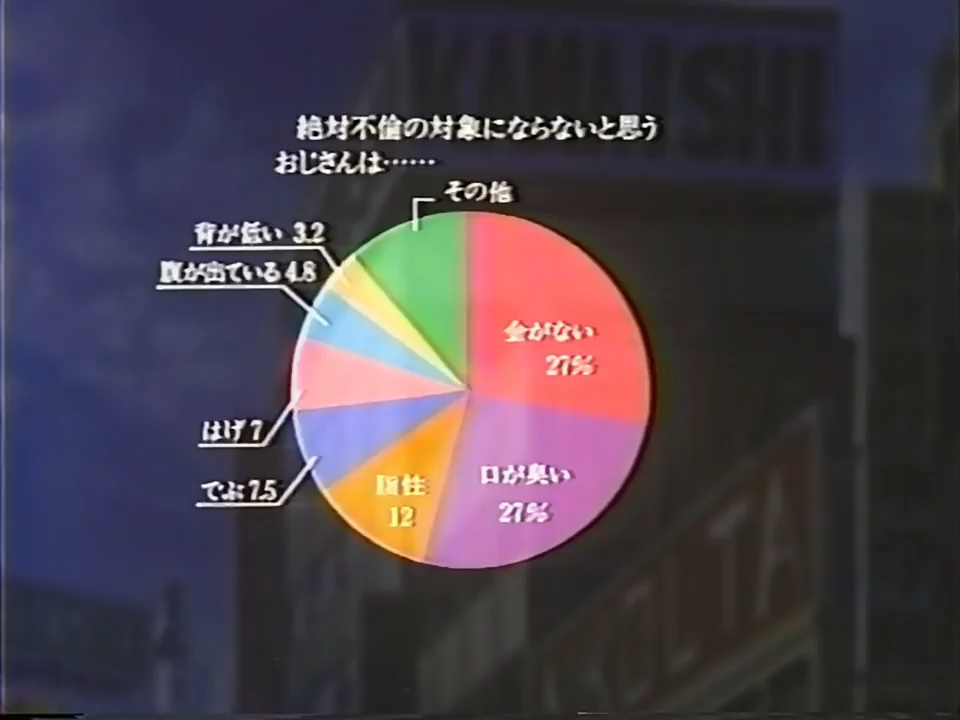 絶対不倫の対象にならないと思う
おじさんは……
その他
背が低い 3.2
腹が出ている 4.8
はげ 7
でぶ 7.5
性
12
口が臭い
27%
金がない
27%
KAMAISHI